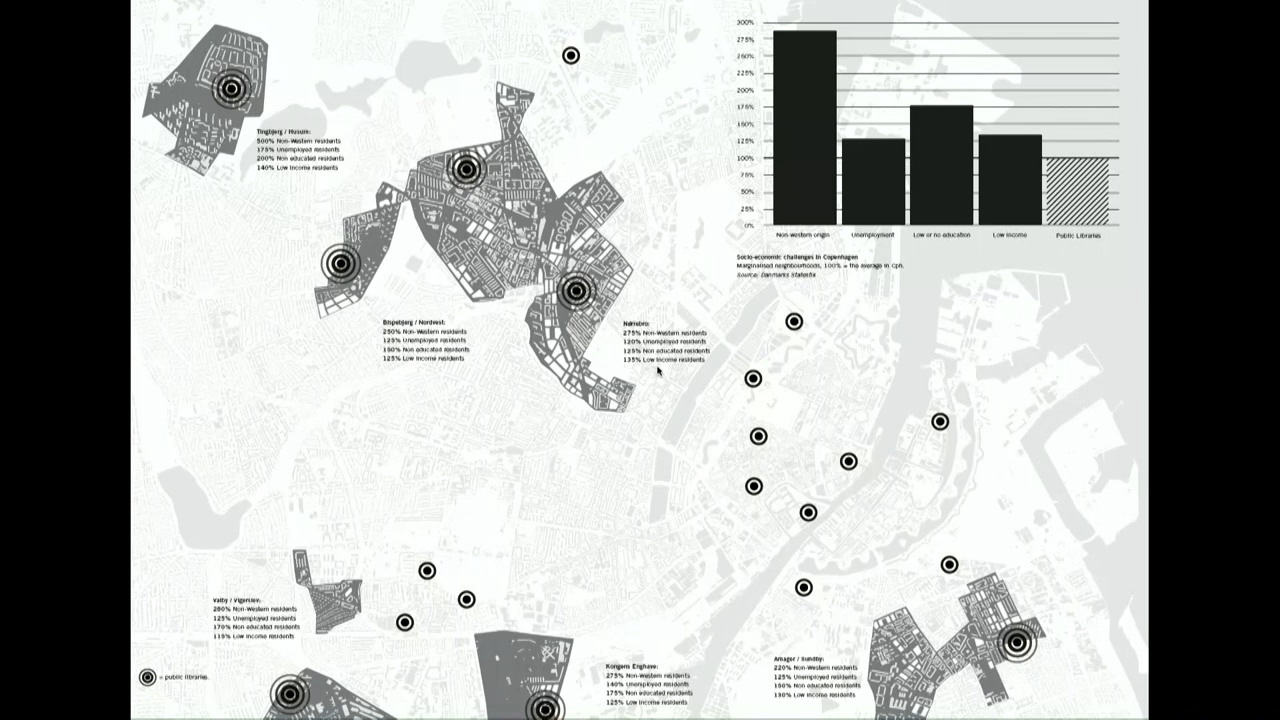 300%
275%
250%
225%
200%
175%
150%
125%
100%
75%
50%
25%
0%
Non-western origin
Unemployment
Low or no education
Low income
Public Libraries
Socio-economic challenges in Copenhagen
Marginalised neighbourhoods, 100% = the average in Cph.
Source: Danmarks Statistik
Tingbjerg / Husum:
500% Non-Western residents
175% Unemployed residents
200% Non educated residents
140% Low income residents
Bispebjerg / Nordvest:
250% Non-Western residents
125% Unemployed residents
150% Non educated residents
125% Low income residents
Nørrebro:
275% Non-Western residents
120% Unemployed residents
125% Non educated residents
135% Low income residents
Valby / Vigerslev:
260% Non-Western residents
125% Unemployed residents
170% Non educated residents
115% Low income residents
= public libraries.
Kongens Enghave:
275% Non-Western residents
140% Unemployed residents
175% Non educated residents
125% Low income residents
Amager / Sundby:
220% Non-Western residents
125% Unemployed residents
150% Non educated residents
130% Low income residents